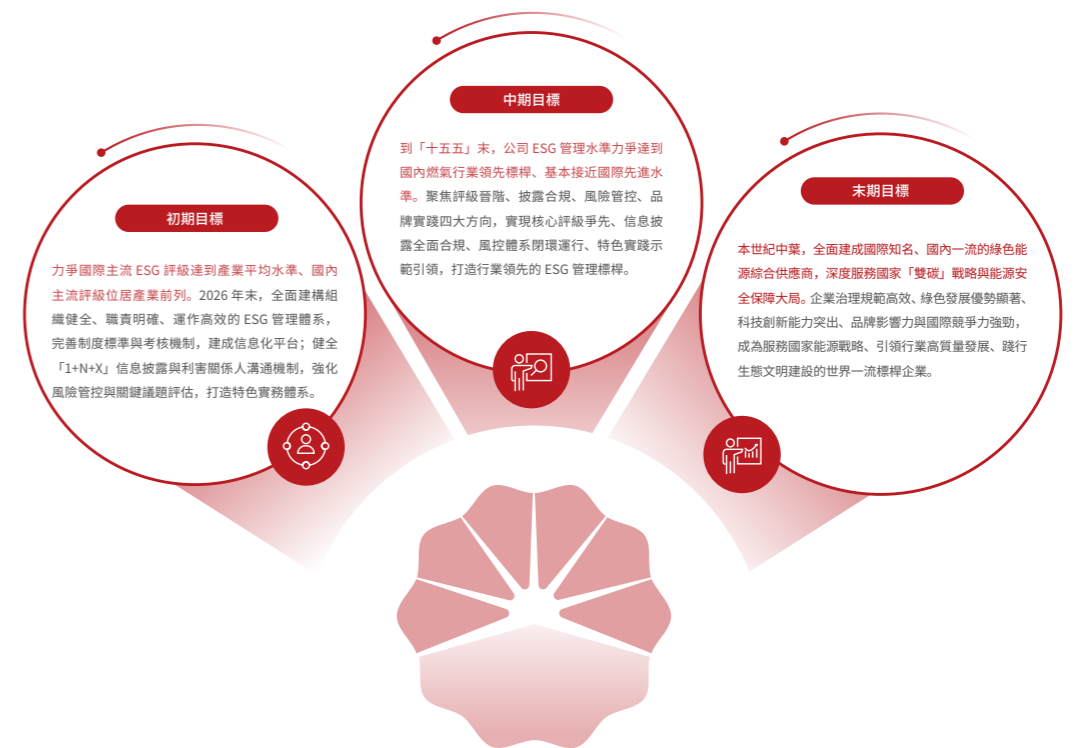 初期目標
力爭國際主流 ESG 評級達到產業平均水準、國內
主流評級位居產業前列。2026 年末，全面建構組
織健全、職責明確、運作高效的 ESG 管理體系，
完善制度標準與考核機制，建成信息化平台；健全
「1+N+X」信息披露與利害關係人溝通機制，強化
風險管控與關鍵議題評估，打造特色實務體系。
中期目標
到「十五五」末，公司 ESG 管理水準力爭達到
國內燃氣行業領先標桿、基本接近國際先進水
準。聚焦評級晉階、披露合規、風險管控、品
牌實踐四大方向，實現核心評級爭先、信息披
露全面合規、風控體系閉環運行、特色實踐示
範引領，打造行業領先的 ESG 管理標桿。
末期目標
本世紀中葉，全面建成國際知名、國內一流的綠色能
源綜合供應商，深度服務國家「雙碳」戰略與能源安
全保障大局。企業治理規範高效、綠色發展優勢顯著、
科技創新能力突出、品牌影響力與國際競爭力強勁，
成為服務國家能源戰略、引領行業高質量發展、踐行
生態文明建設的世界一流標桿企業。